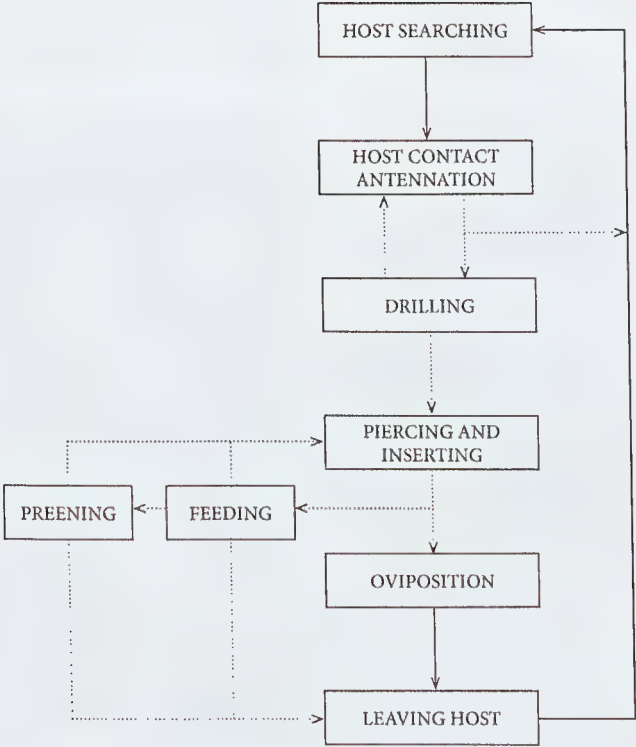 HOST SEARCHING
HOST CONTACT
ANTENNATION
DRILLING
PIERCING AND
INSERTING
PREENING
FEEDING
OVIPOSITION
LEAVING HOST